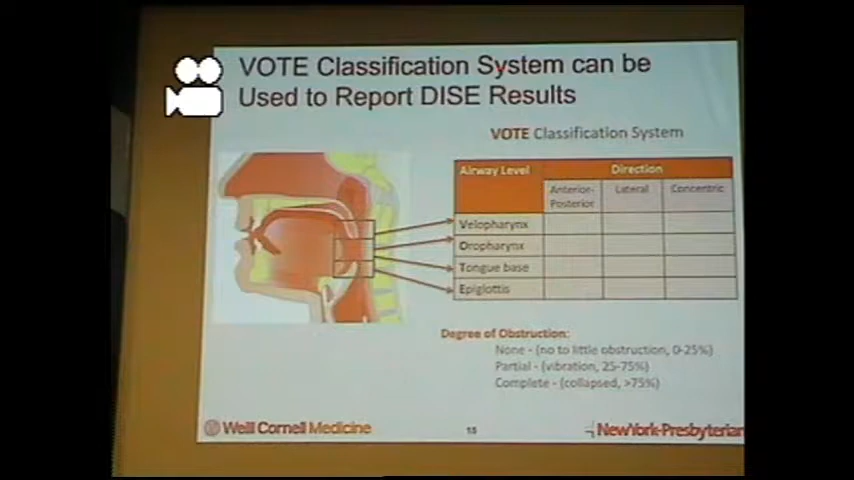 VOTE Classification System can be
Used to Report DISE Results
VOTE Classification System
Airway Level
Direction
Anterior-
Posterior
Lateral
Concentric
Velopharynx
Oropharynx
Tongue base
Epiglottis
Degree of Obstruction:
None - (no to little obstruction, 0-25%)
Partial - (vibration, 25-75%)
Complete - (collapsed, >75%)
Weill Cornell Medicine
15
NewYork-Presbyterian